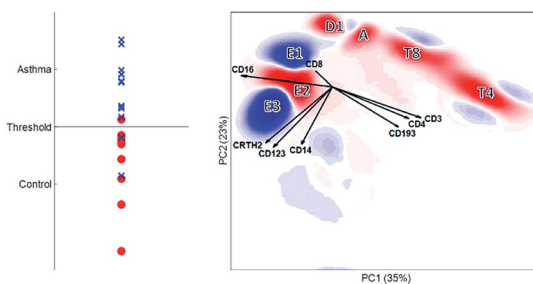 Asthma
Threshold
Control
PC2 (23%)
D1
A
E1
CD8
T8
CD16
E2
T4
E3
CD3
CD4
CD193
CRTH2
CD14
CD123
PC1 (35%)